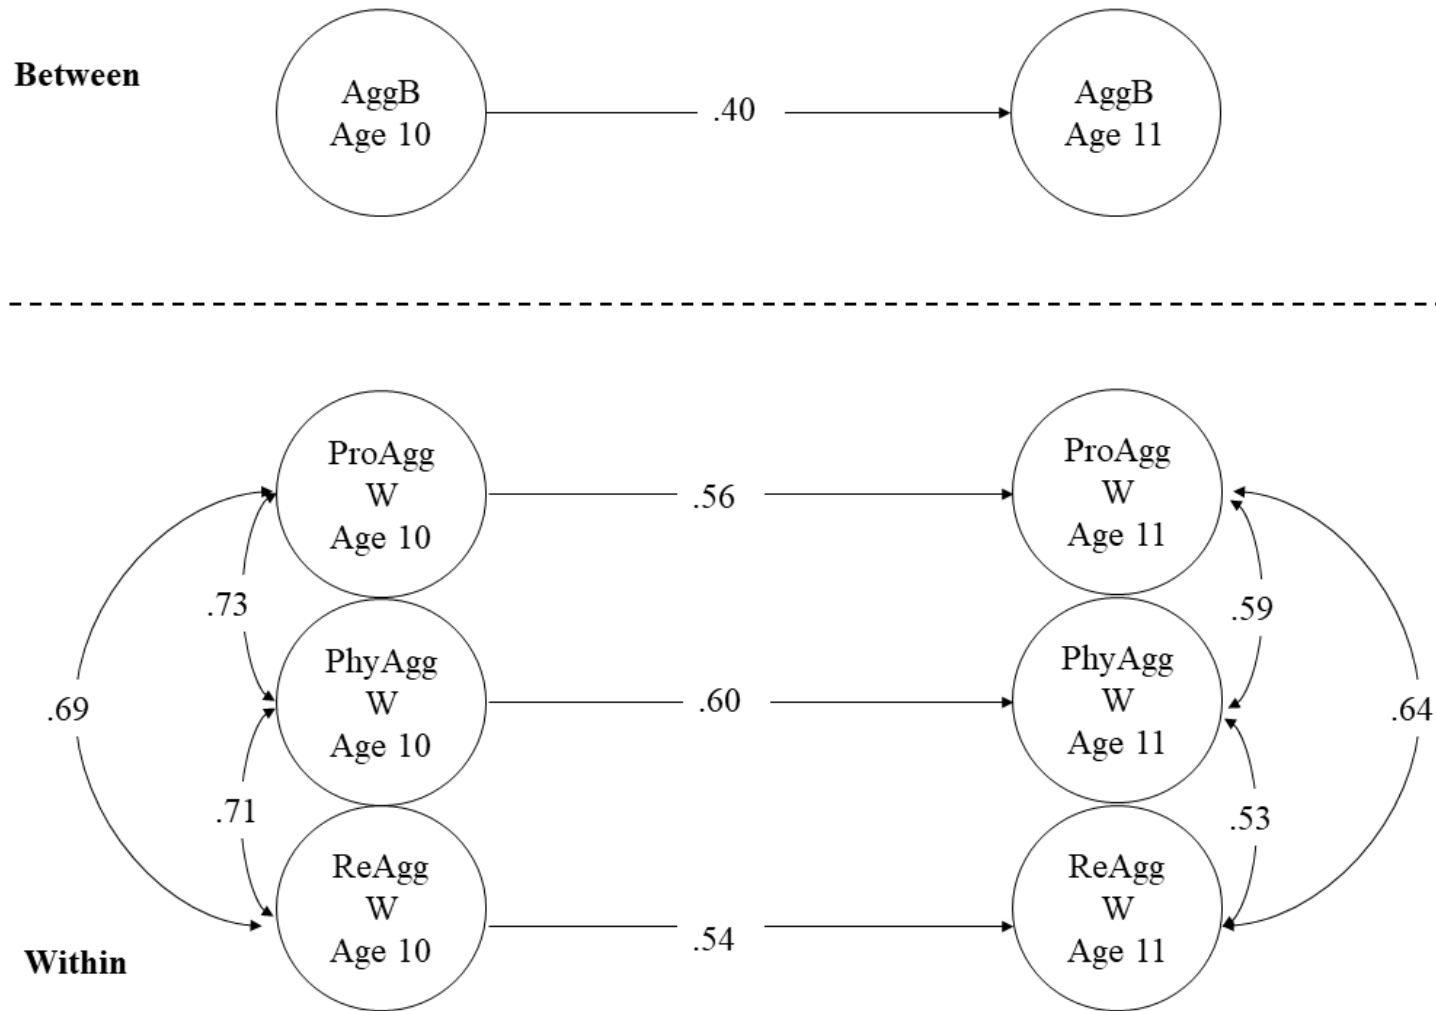 Between
AggB
Age 10
.40
AggB
Age 11
ProAgg
W
Age 10
.56
ProAgg
W
Age 11
.73
.59
PhyAgg
W
Age 10
.60
PhyAgg
W
Age 11
.69
.64
.71
.53
ReAgg
W
Age 10
.54
ReAgg
W
Age 11
Within